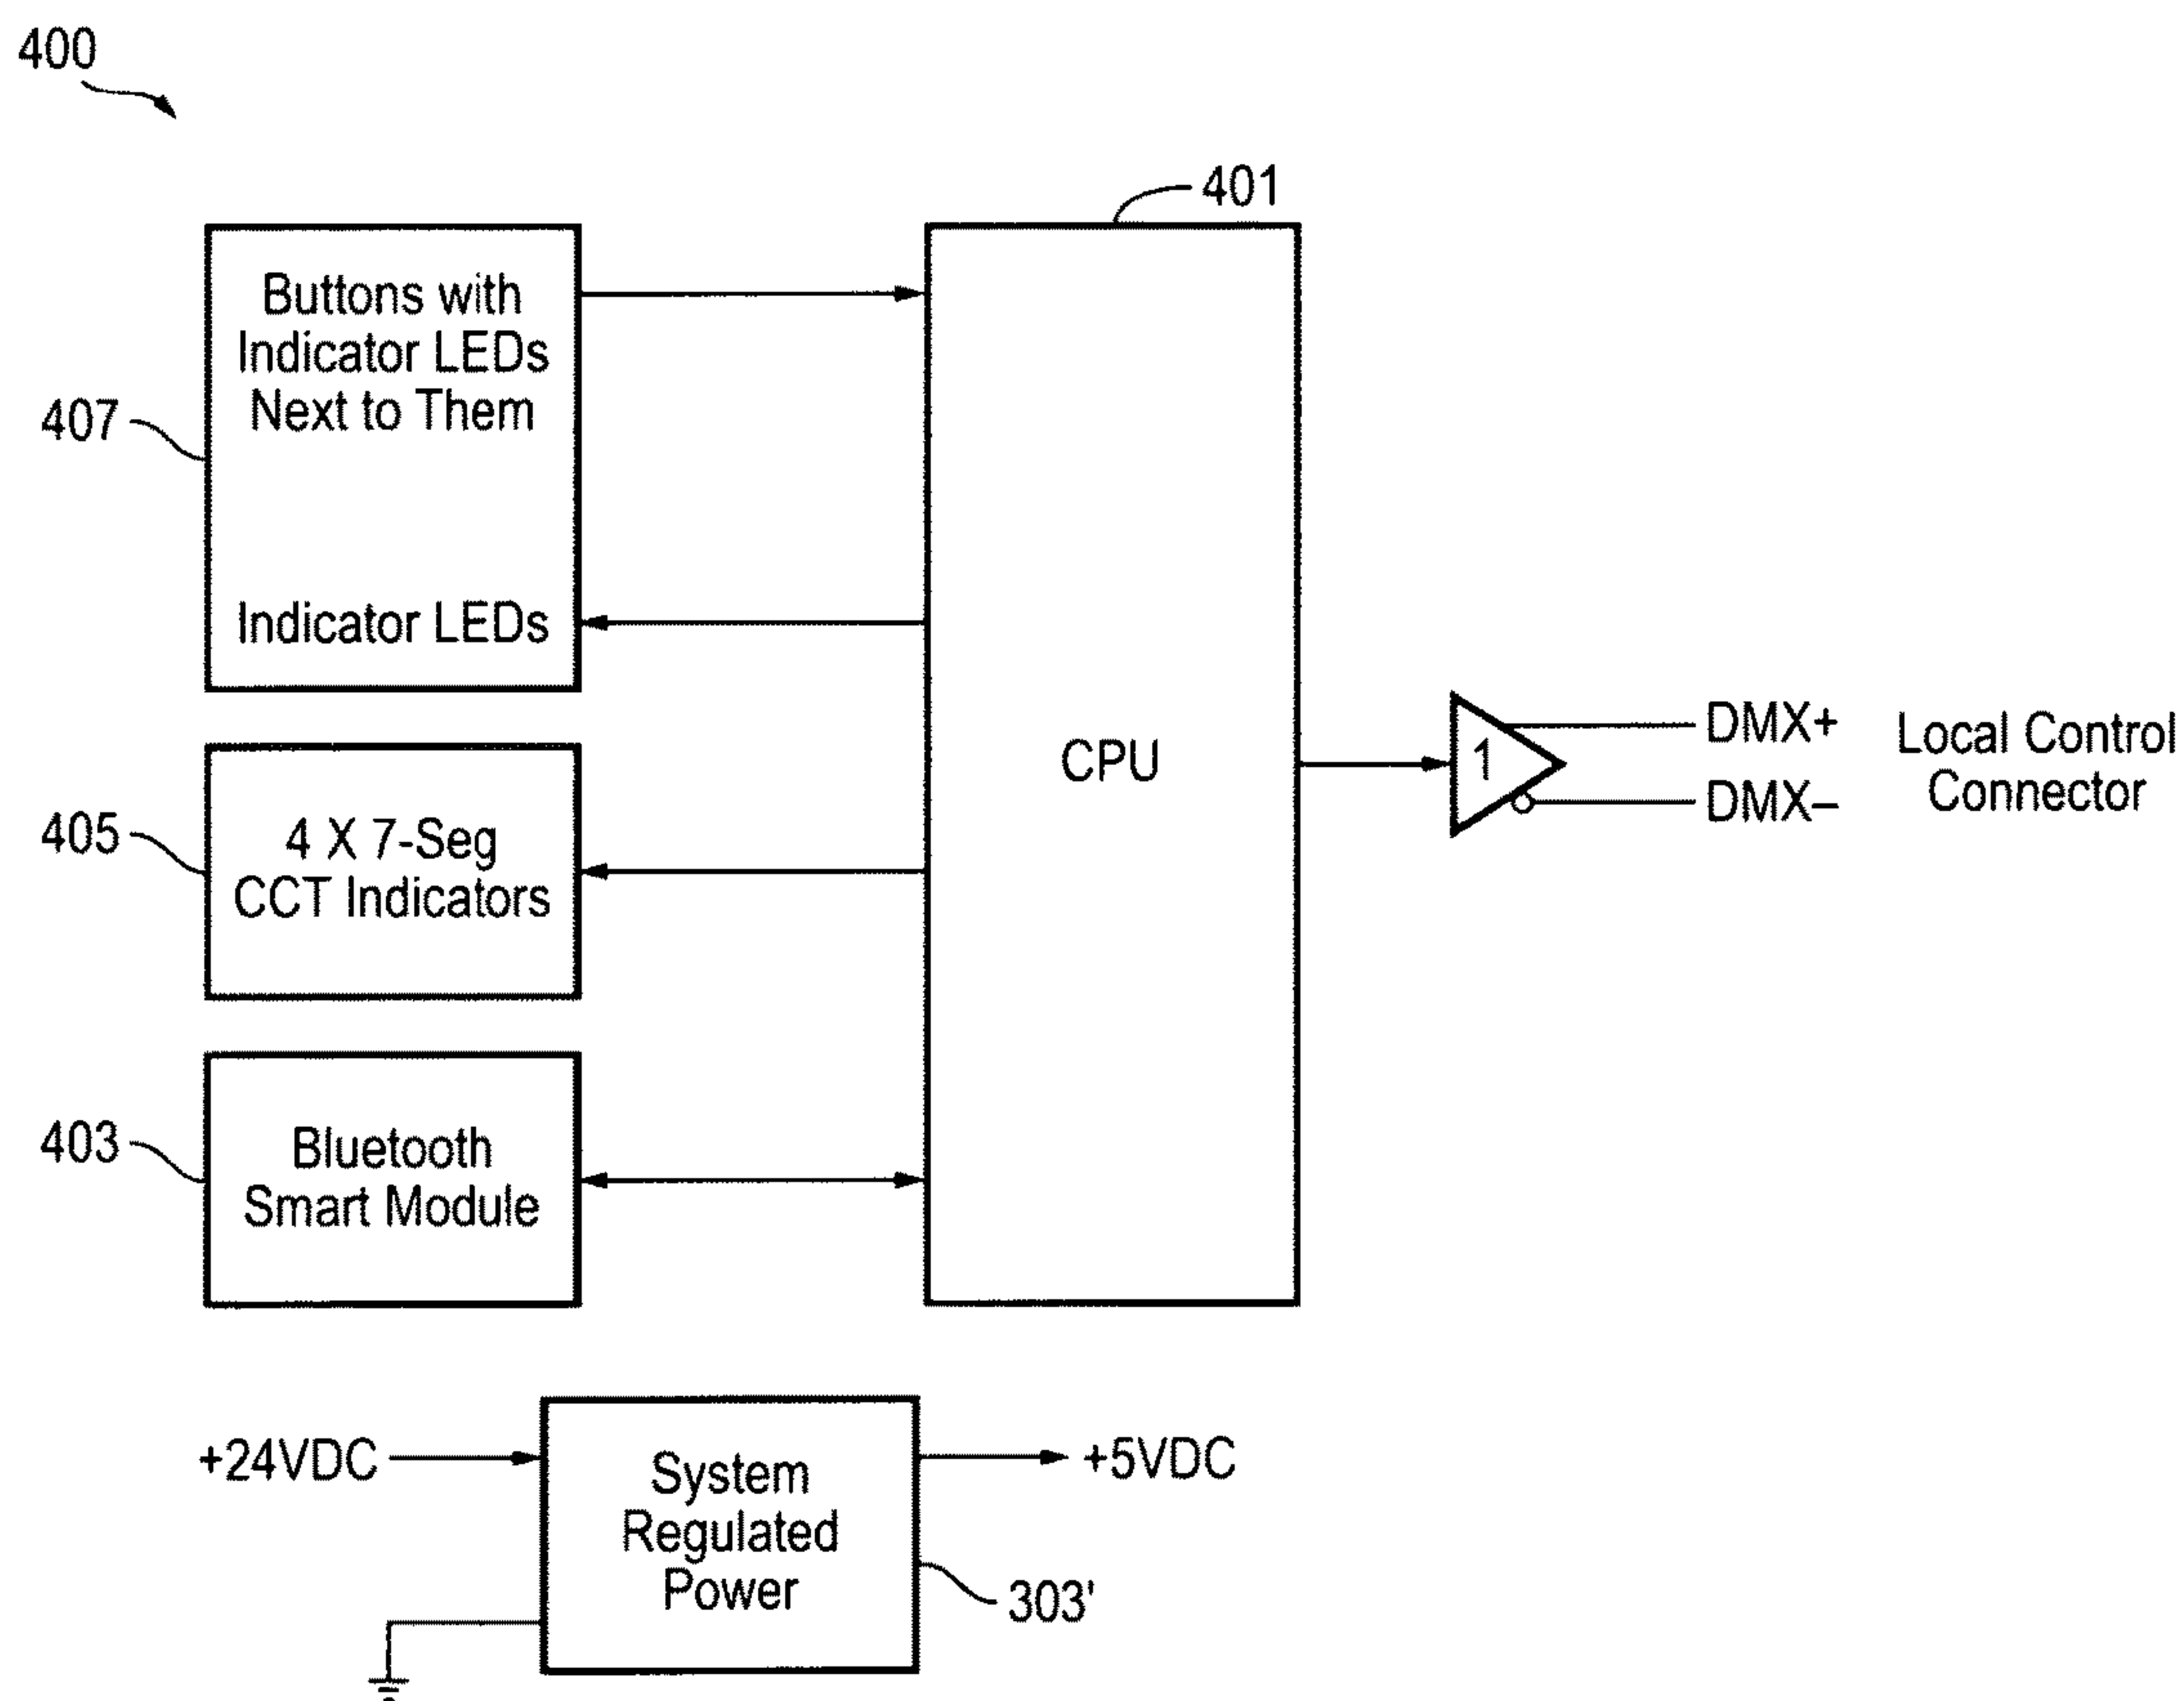 400
401
Buttons with
Indicator LEDs
Next to Them
407
Indicator LEDs
CPU
1
DMX+
DMX–
Local Control
Connector
405
4 X 7-Seg
CCT Indicators
403
Bluetooth
Smart Module
+24VDC
System
Regulated
Power
+5VDC
303'